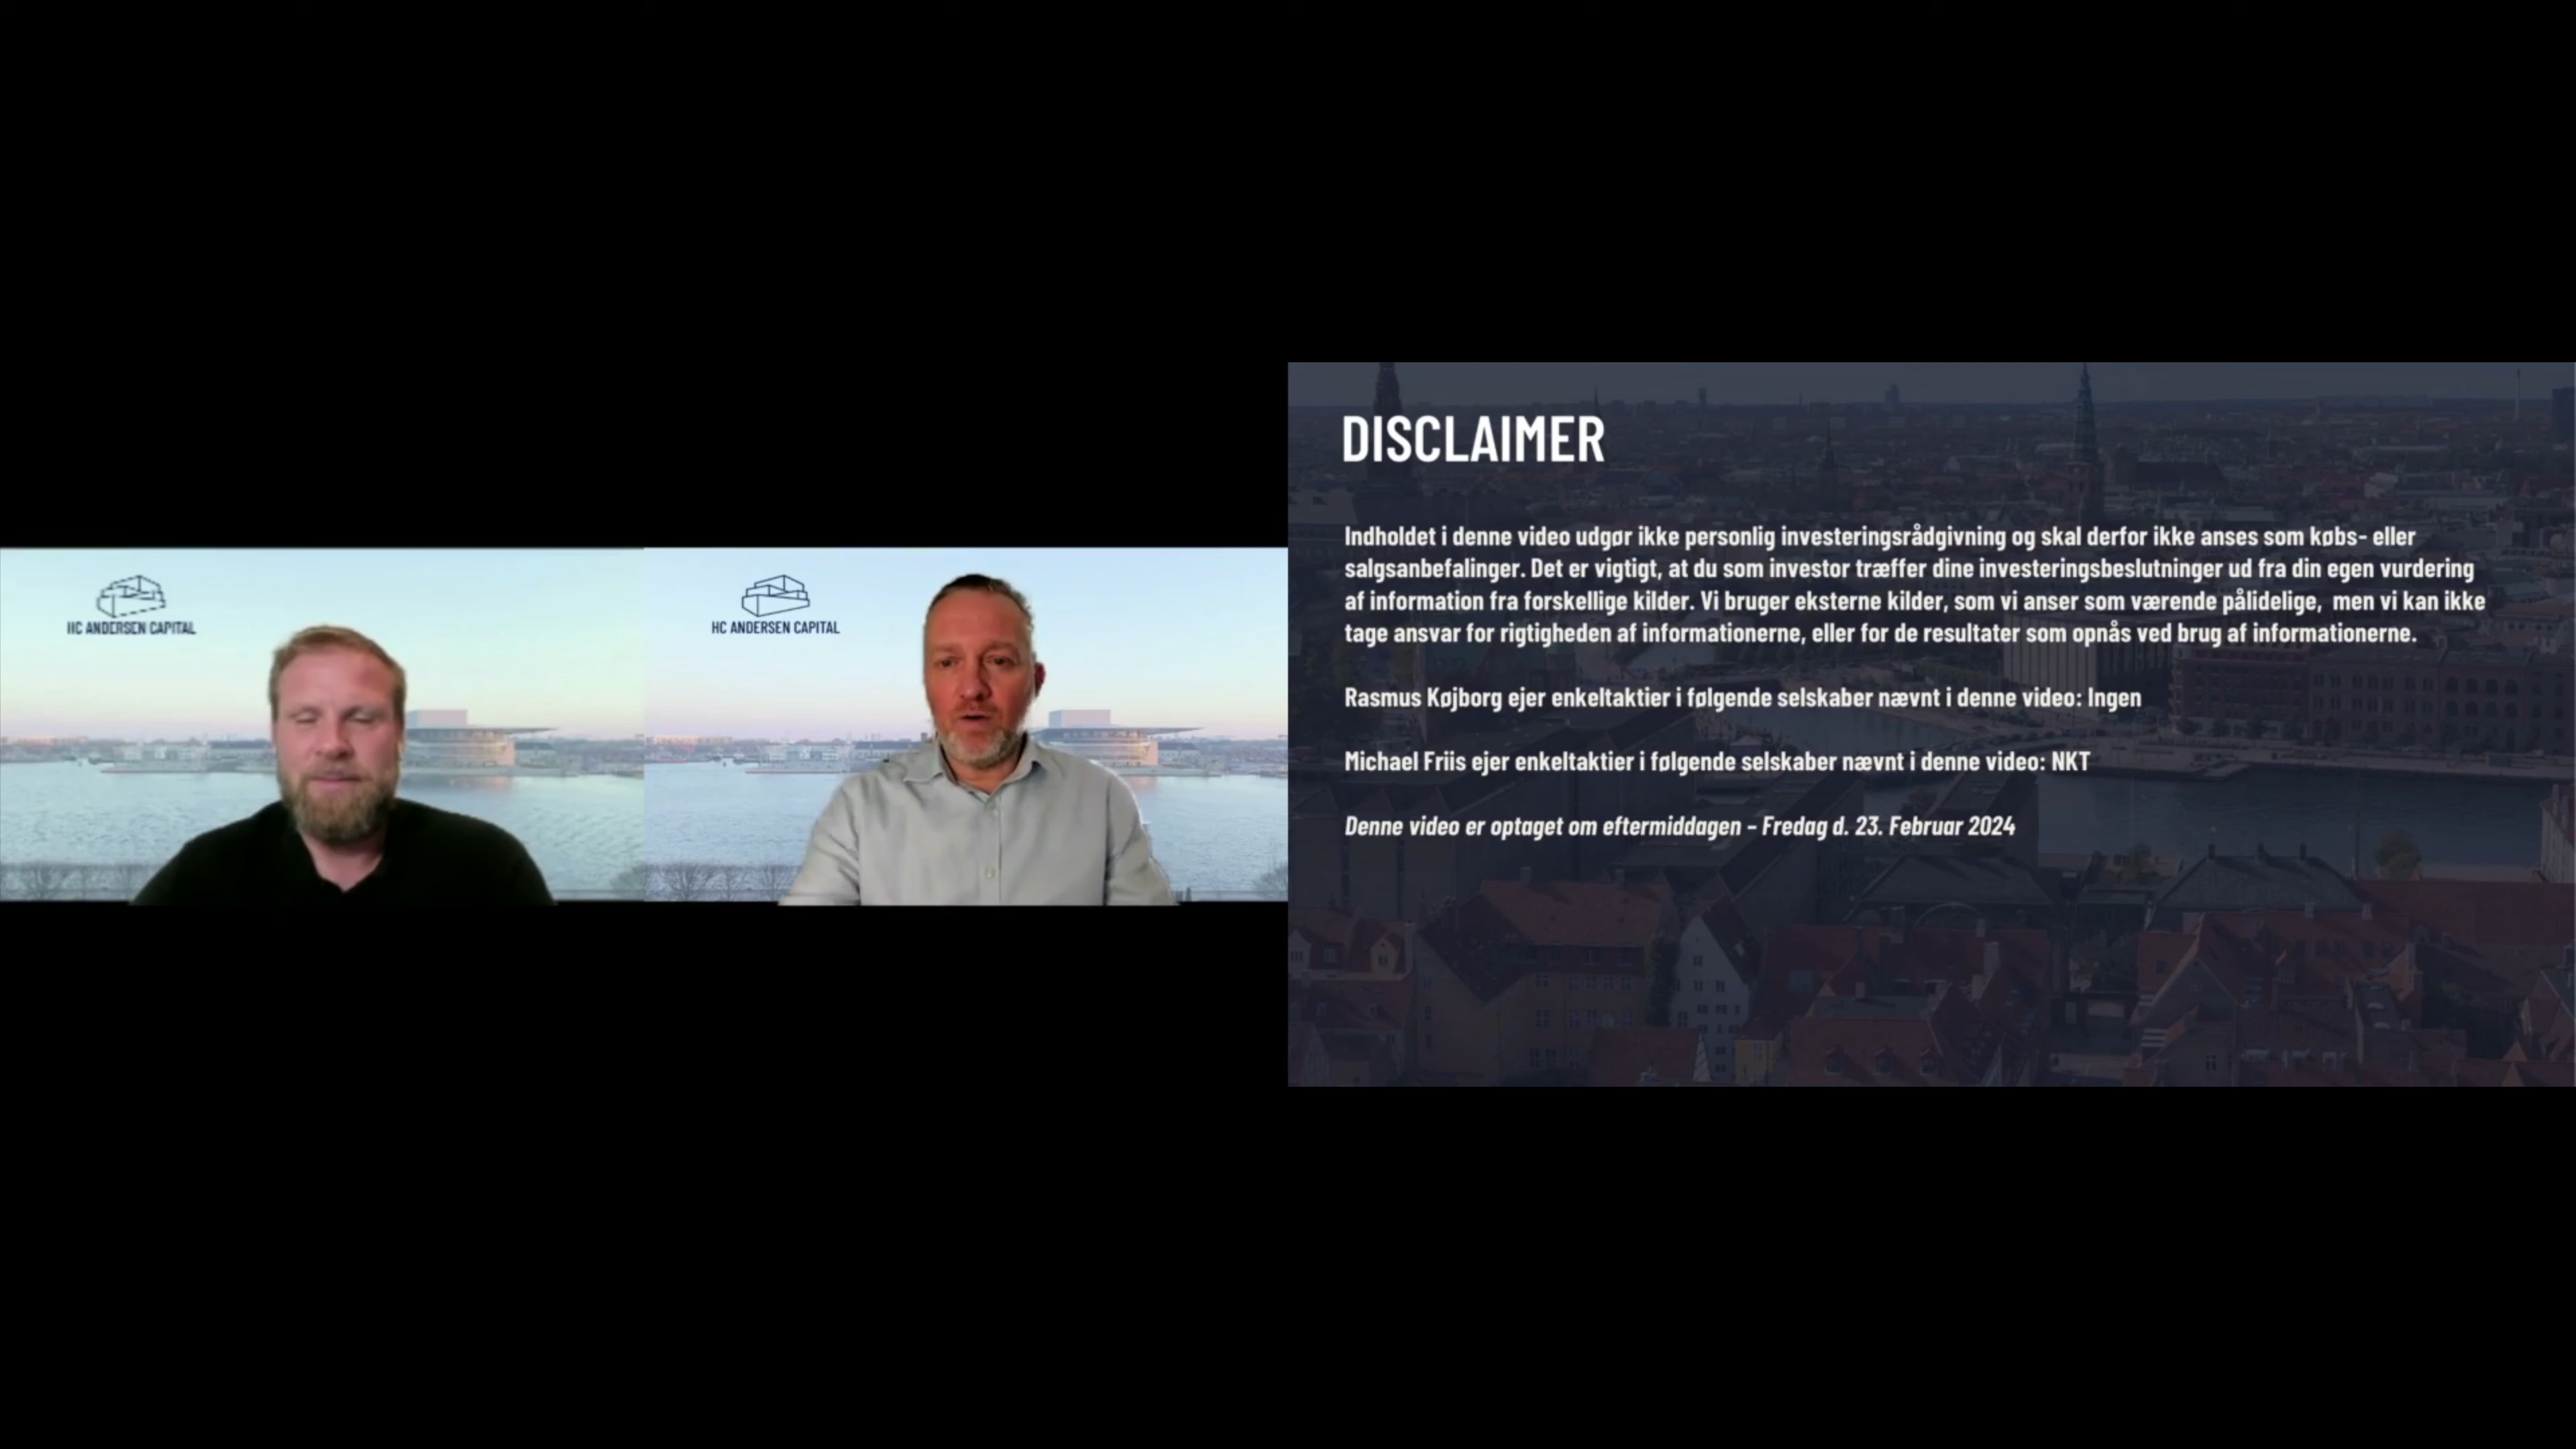 HC ANDERSEN CAPITAL
HC ANDERSEN CAPITAL
DISCLAIMER
Indholdet i denne video udgør ikke personlig investeringsrådgivning og skal derfor ikke anses som købs- eller
salgsanbefalinger. Det er vigtigt, at du som investor træffer dine investeringsbeslutninger ud fra din egen vurdering
af information fra forskellige kilder. Vi bruger eksterne kilder, som vi anser som værende pålidelige, men vi kan ikke
tage ansvar for rigtigheden af informationerne, eller for de resultater som opnås ved brug af informationerne.
Rasmus Køjborg ejer enkeltaktier i følgende selskaber nævnt i denne video: Ingen
Michael Friis ejer enkeltaktier i følgende selskaber nævnt i denne video: NKT
Denne video er optaget om eftermiddagen - Fredag d. 23. Februar 2024